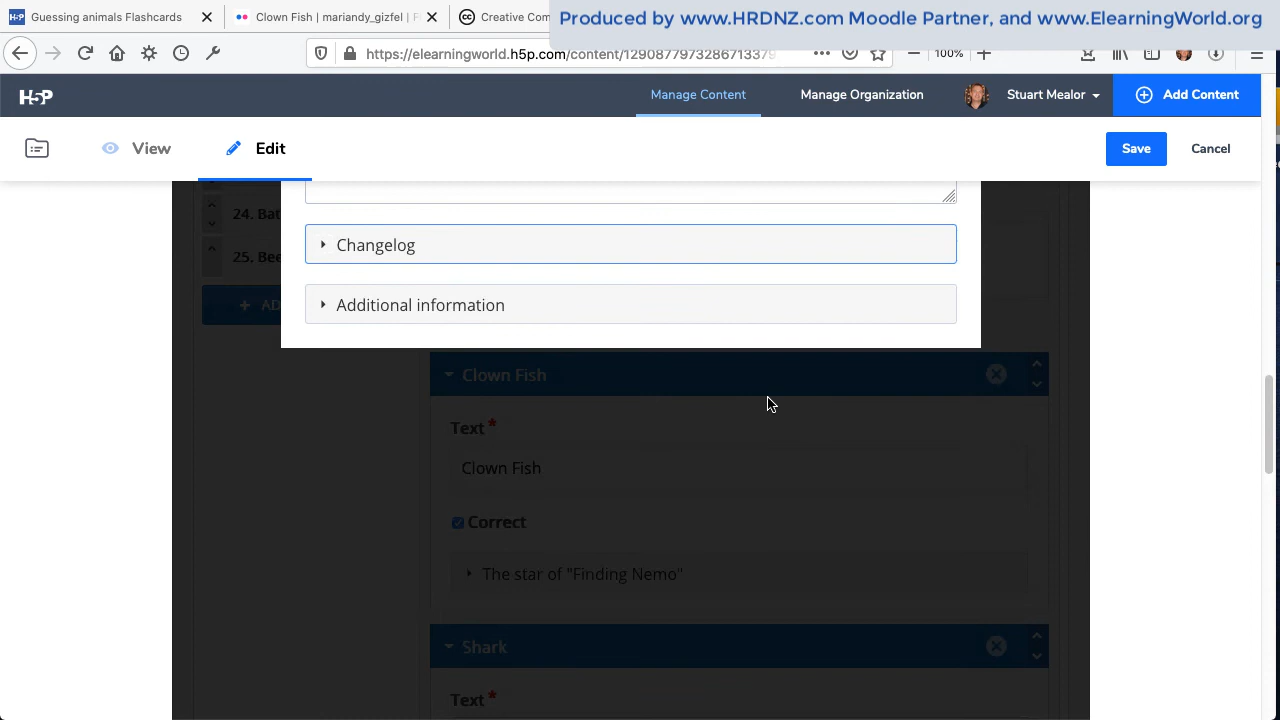 Guessing animals Flashcards
Clown Fish | mariandy_gizfel | F
Creative Com
Produced by www.HRDNZ.com Moodle Partner, and www.ElearningWorld.org
https://elearningworld.h5p.com/content/1290877973286713379
100%
H5P
Manage Content
Manage Organization
Stuart Mealor
Add Content
View
Edit
Save
Cancel
24. Bat
Changelog
25. Bee
Additional information
+ AD
Clown Fish
Text *
Clown Fish
Correct
The star of "Finding Nemo"
Shark
Text *